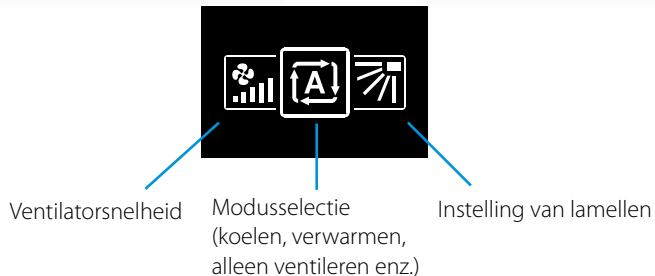 A
Ventilatorsnelheid
Modusselectie
(koelen, verwarmen,
alleen ventileren enz.)
Instelling van lamellen